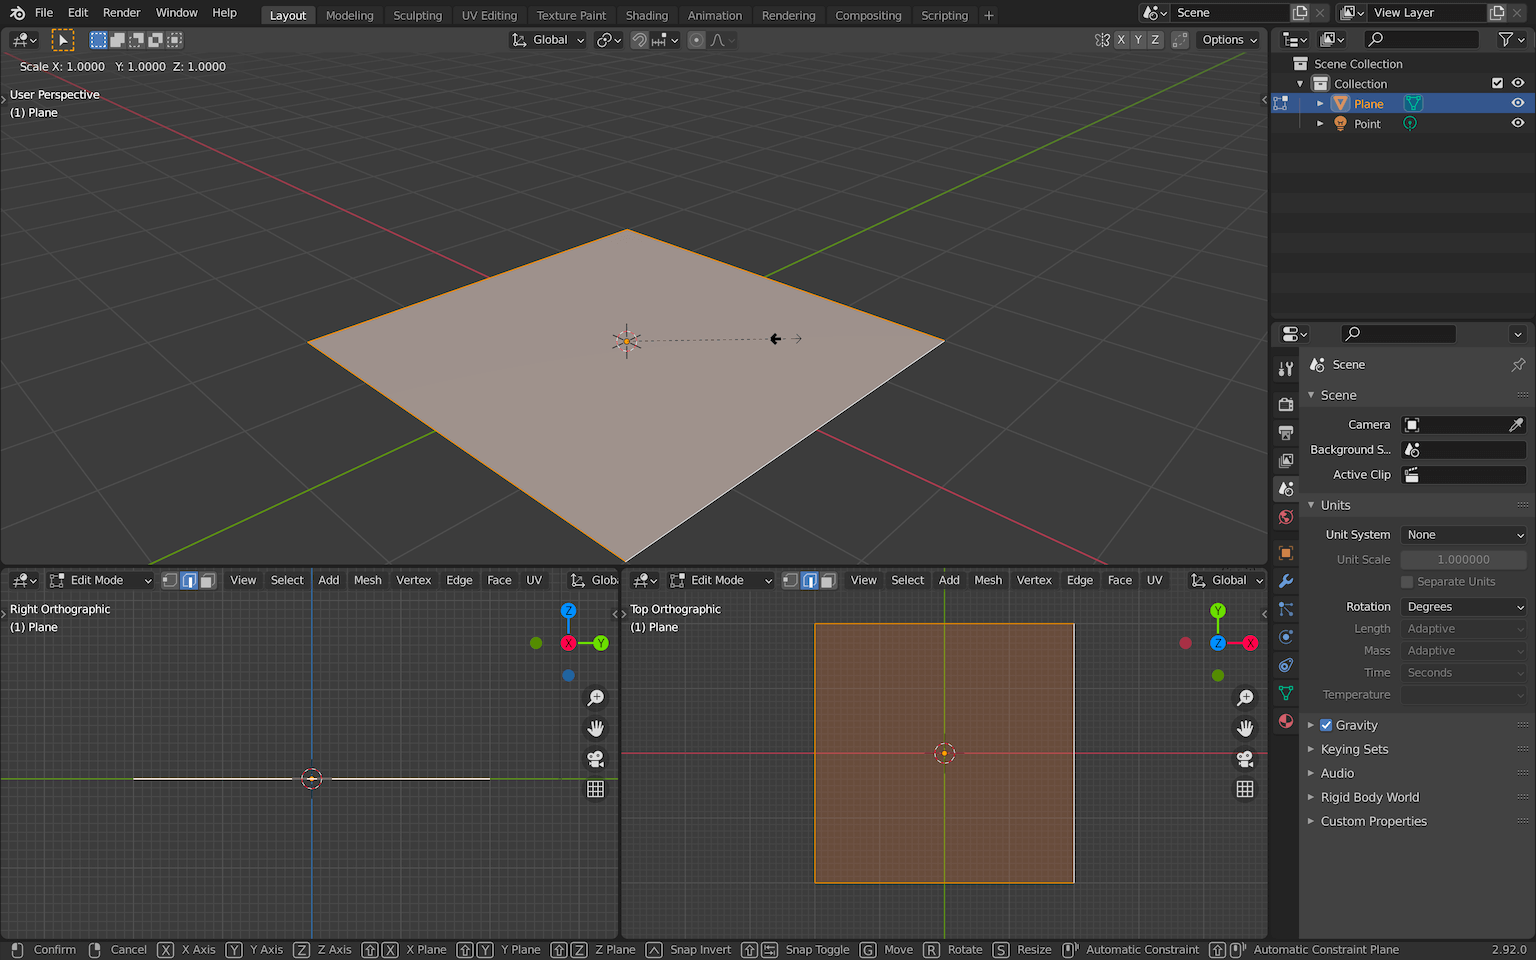 File Edit Render Window Help Layout Modeling Sculpting UV Editing Texture Paint Shading Animation Rendering Compositing Scripting + Scene View Layer
Global X Y Z Options
Scale X: 1.0000 Y: 1.0000 Z: 1.0000
User Perspective
(1) Plane
Scene Collection
Collection
Plane
Point
Scene
Scene
Camera
Background S...
Active Clip
Units
Unit System None
Unit Scale 1.000000
Separate Units
Rotation Degrees
Length Adaptive
Mass Adaptive
Time Seconds
Temperature
Gravity
Keying Sets
Audio
Rigid Body World
Custom Properties
Edit Mode View Select Add Mesh Vertex Edge Face UV Glob
Right Orthographic
(1) Plane
Z
X Y
Edit Mode View Select Add Mesh Vertex Edge Face UV Global
Top Orthographic
(1) Plane
Y
Z X
Confirm Cancel X X Axis Y Y Axis Z Z Axis X X Plane Y Y Plane Z Z Plane Snap Invert Snap Toggle G Move R Rotate S Resize Automatic Constraint Automatic Constraint Plane 2.92.0